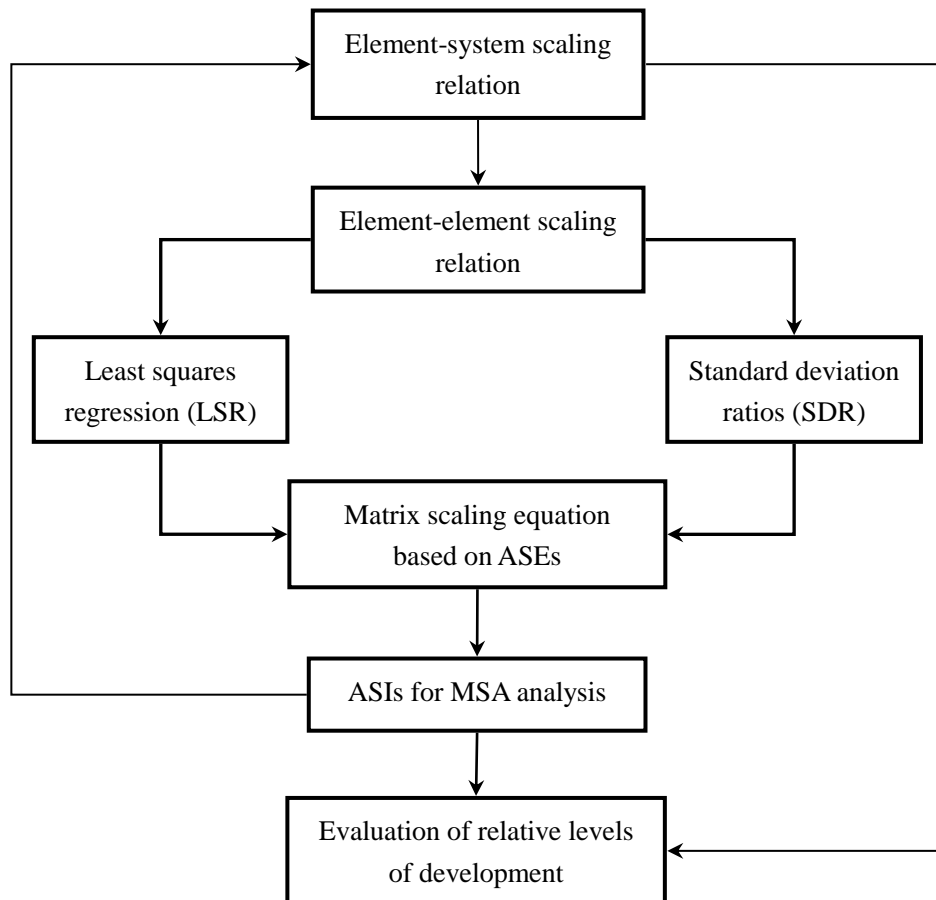 Element-system scaling
relation
Element-element scaling
relation
Least squares
regression (LSR)
Standard deviation
ratios (SDR)
Matrix scaling equation
based on ASEs
ASIs for MSA analysis
Evaluation of relative levels
of development